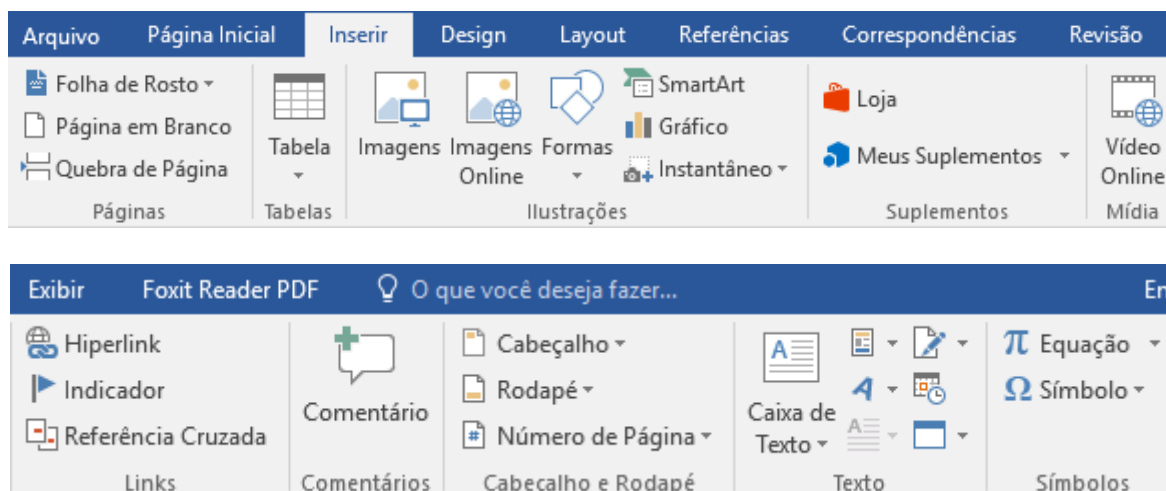 Arquivo Página Inicial Inserir Design Layout Referências Correspondências Revisão
Folha de Rosto
Página em Branco
Quebra de Página
Páginas
Tabela
Tabelas
Imagens
Imagens
Online
Formas
SmartArt
Gráfico
Instantâneo
Ilustrações
Loja
Meus Suplementos
Suplementos
Vídeo
Online
Mídia
Exibir Foxit Reader PDF O que você deseja fazer... En
Hiperlink
Indicador
Referência Cruzada
Links
Comentário
Comentários
Cabeçalho
Rodapé
# Número de Página
Cabeçalho e Rodapé
A
Caixa de
Texto
A
A
Texto
π Equação
Ω Símbolo
Símbolos